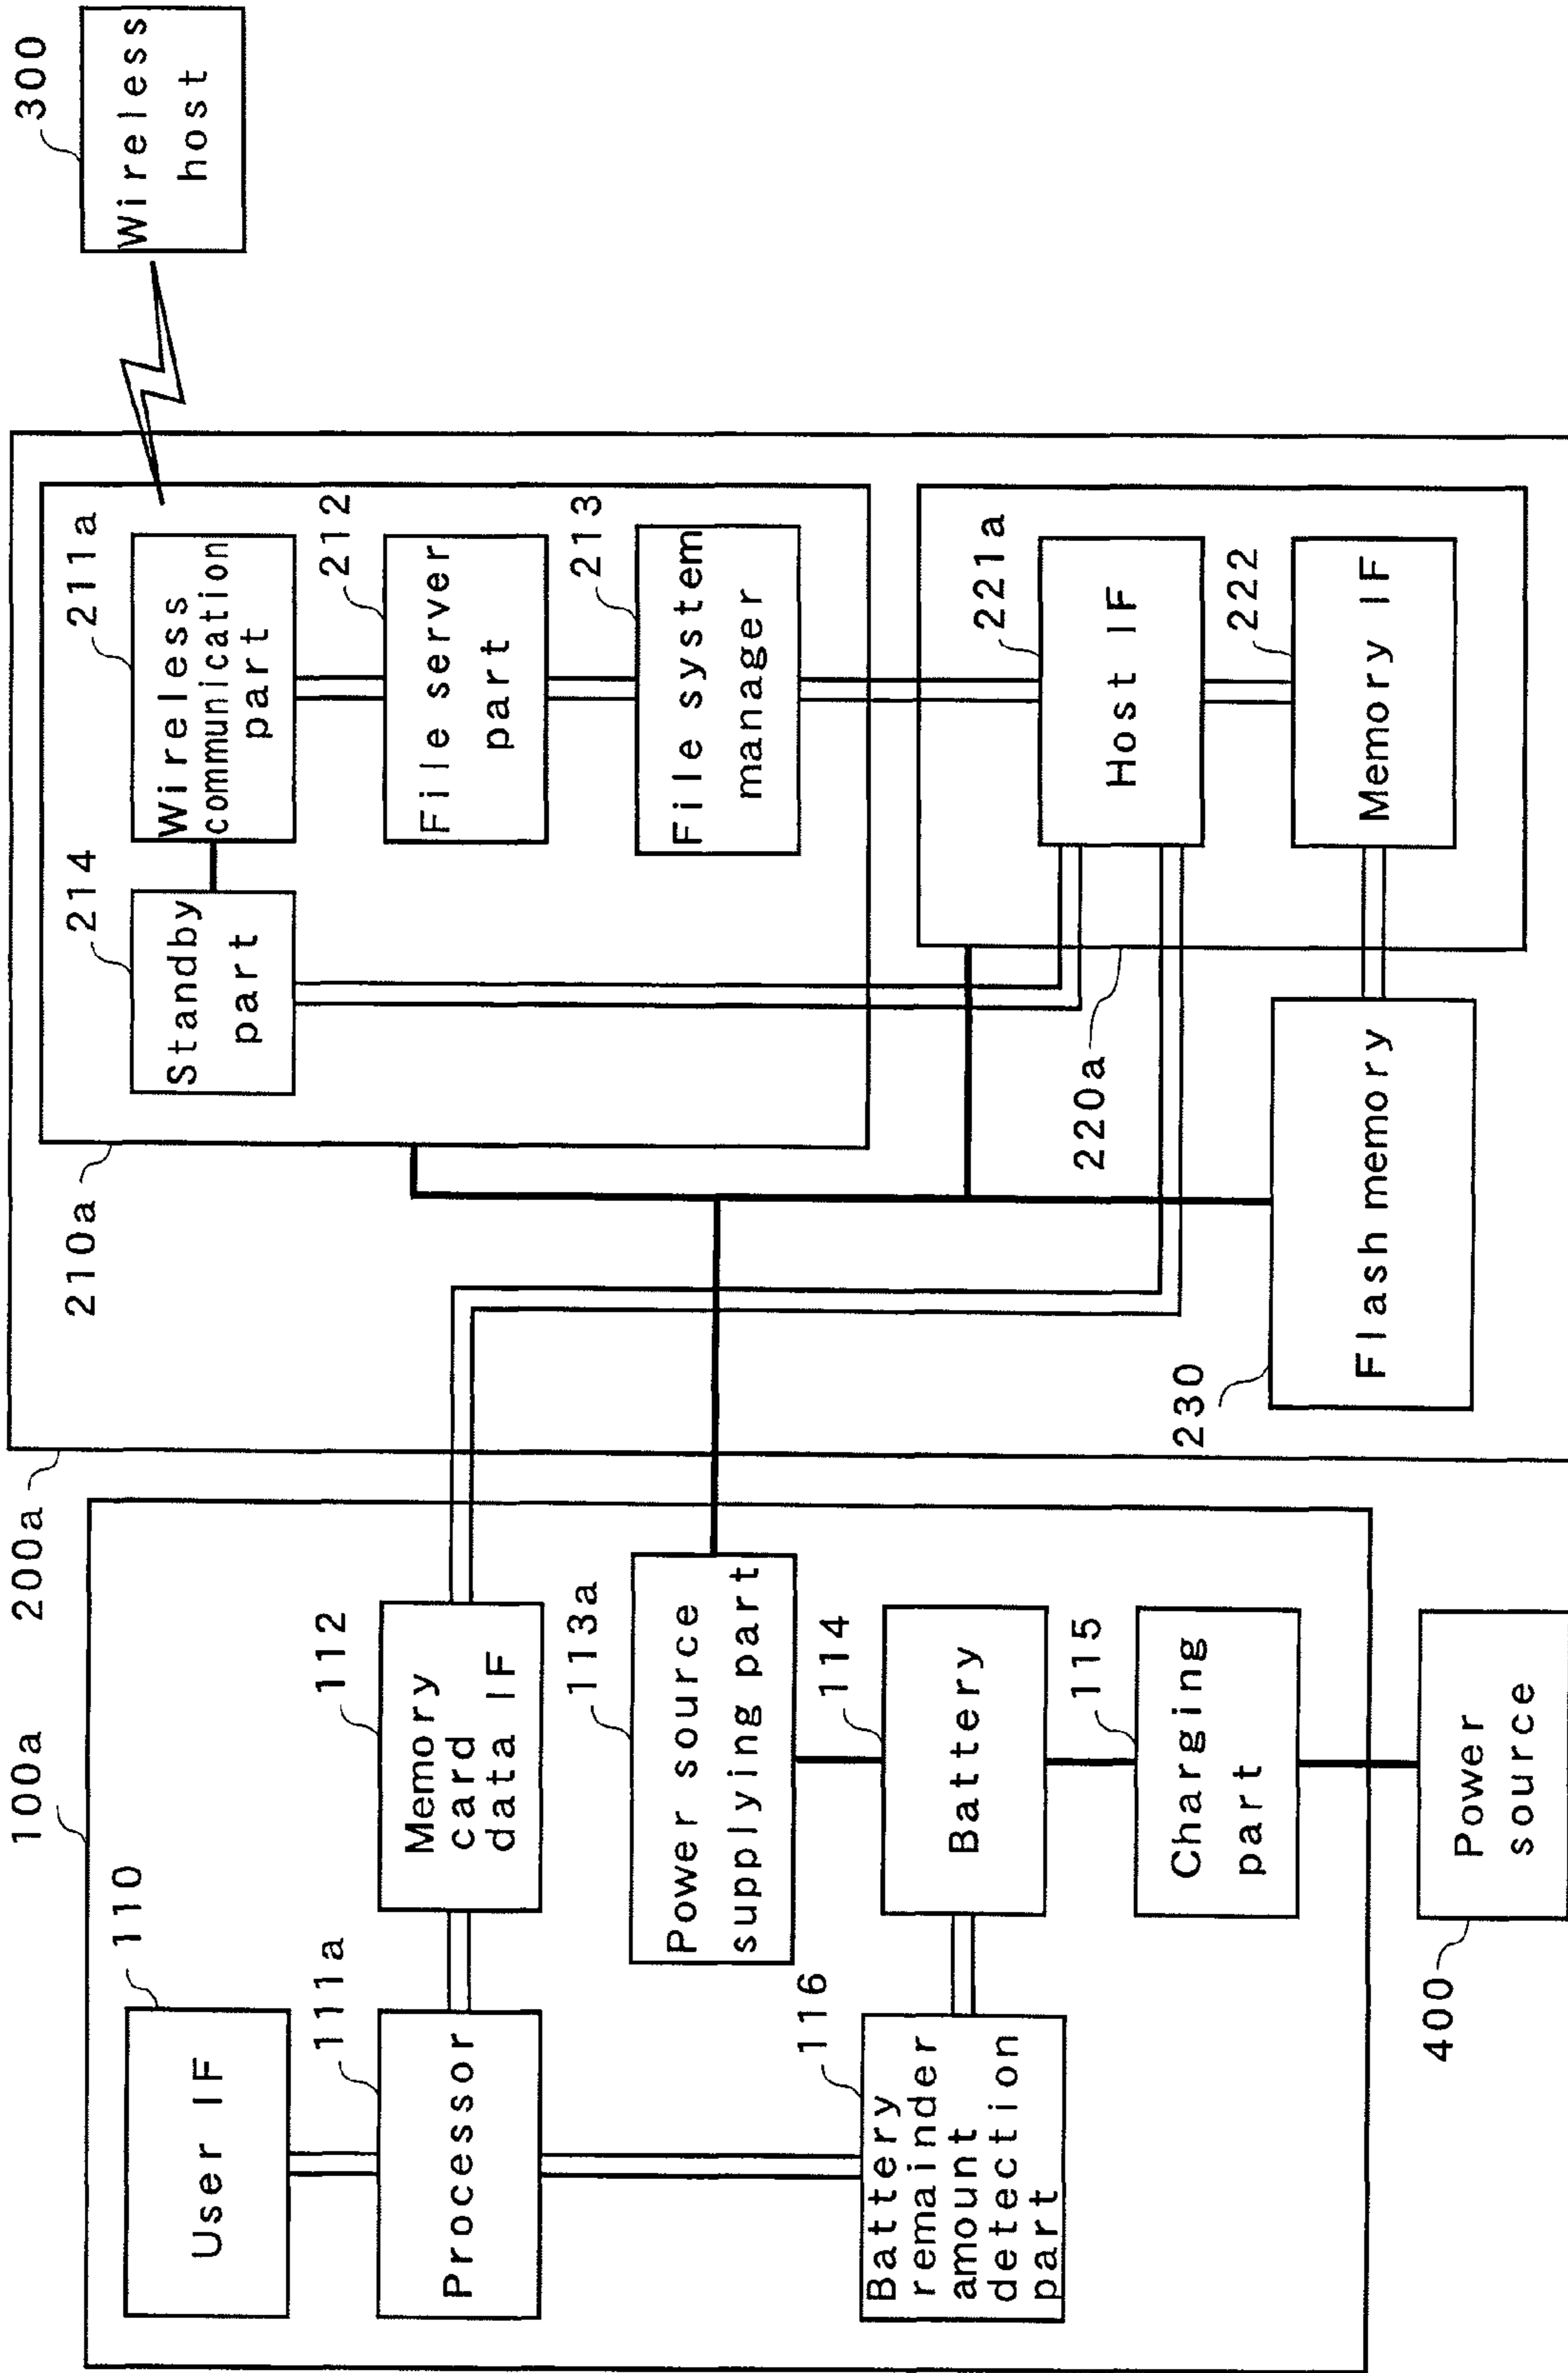 100a
110
User IF
111a
Processor
112
Memory
card
data IF
113a
Power source
supplying part
114
Battery
115
Charging
part
116
Battery
remainder
amount
detection
part
400
Power
source
200a
210a
214
Standby
part
211a
Wireless
communication
part
212
File server
part
213
File system
manager
220a
221a
Host IF
222
Memory IF
230
Flash memory
300
Wireless
host